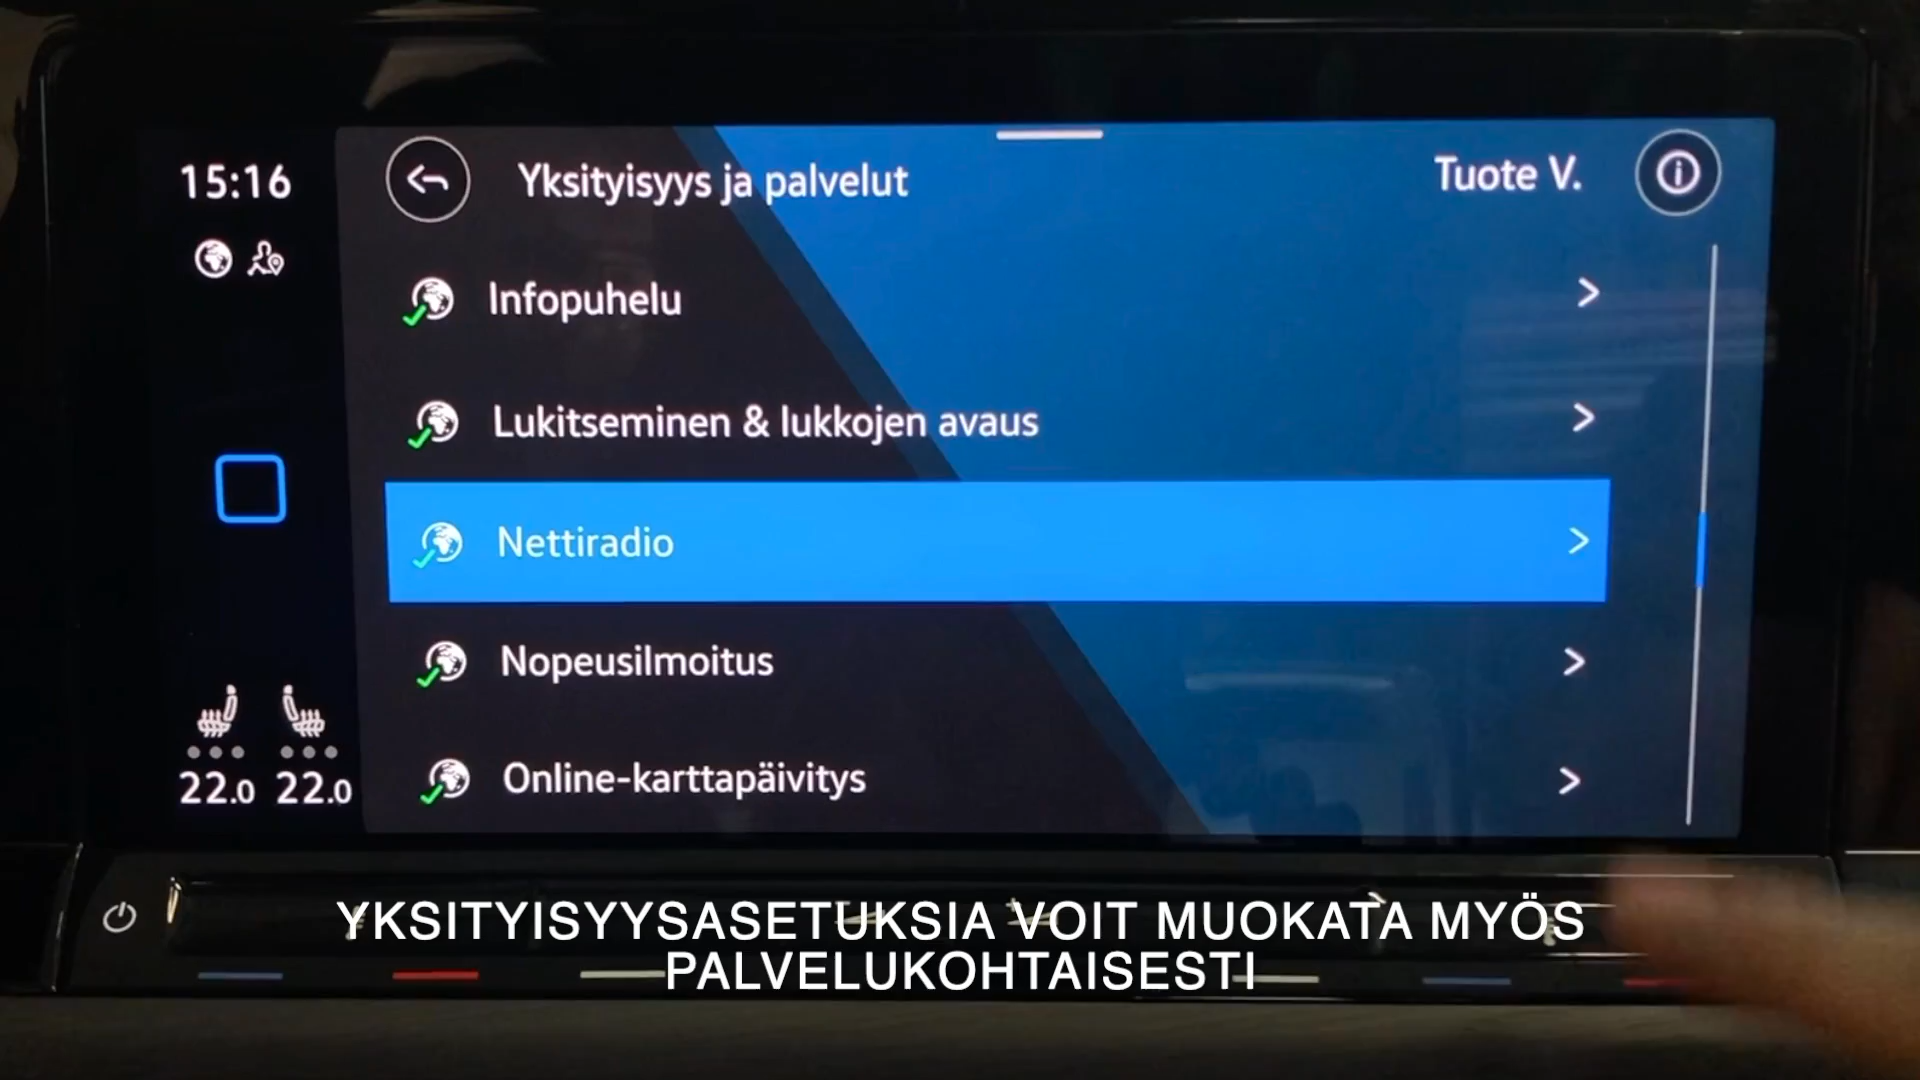 15:16
Yksityisyys ja palvelut
Tuote V.
Infopuhelu
Lukitseminen & lukkojen avaus
Nettiradio
Nopeusilmoitus
Online-karttapäivitys
22.0 22.0
YKSITYISYYSASETUKSIA VOIT MUOKATA MYÖS
PALVELUKOHTAISESTI